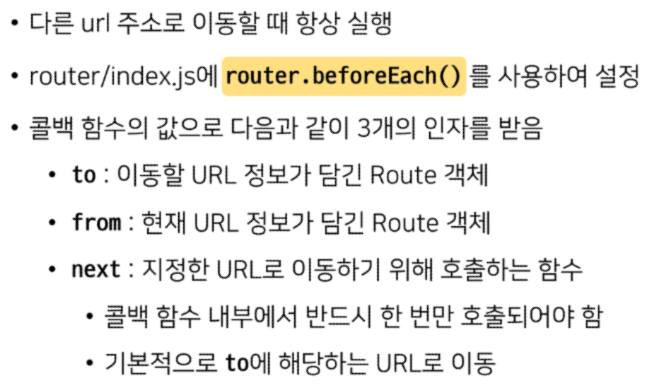 • 다른 url 주소로 이동할 때 항상 실행
• router/index.js에 router.beforeEach() 를 사용하여 설정
• 콜백 함수의 값으로 다음과 같이 3개의 인자를 받음
• to : 이동할 URL 정보가 담긴 Route 객체
• from : 현재 URL 정보가 담긴 Route 객체
• next : 지정한 URL로 이동하기 위해 호출하는 함수
• 콜백 함수 내부에서 반드시 한 번만 호출되어야 함
• 기본적으로 to에 해당하는 URL로 이동